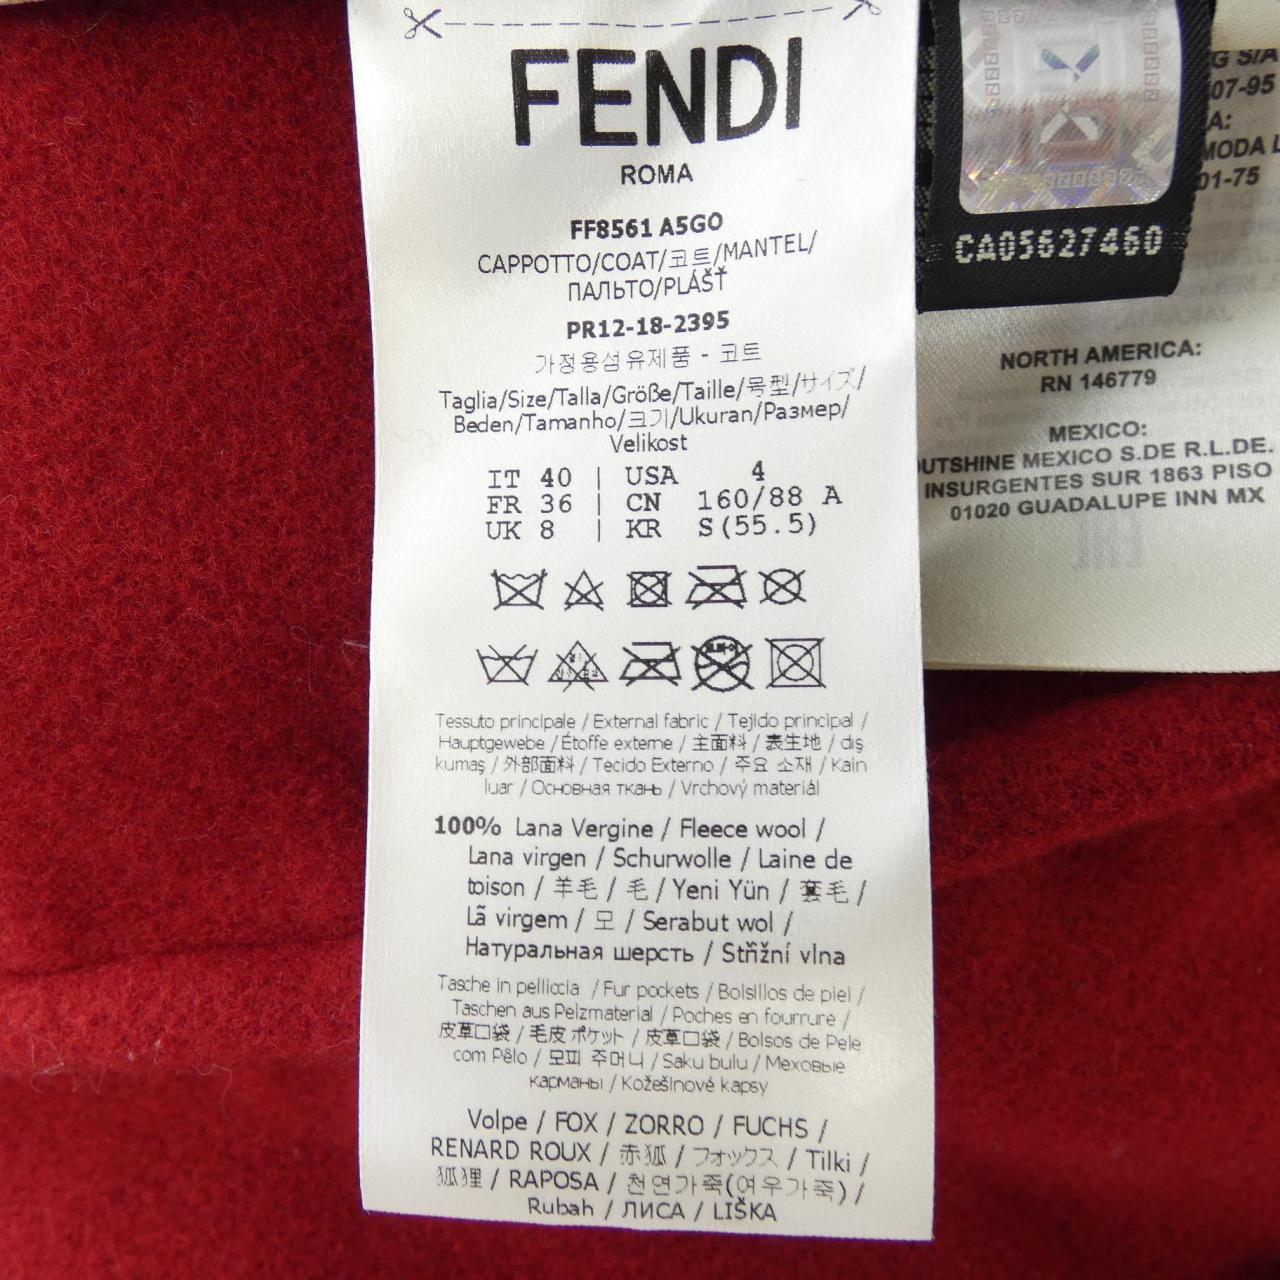 FENDI
ROMA
FF8561 A5GO
CAPPOTTO/COAT/코트/MANTEL/
ПАЛЬТО/PLÁŠŤ
PR12-18-2395
가정용섬유제품 - 코트
Taglia/Size/Talla/Größe/Taille/号型/サイズ/
Beden/Tamanho/크기/Ukuran/Размер/
Velikost
IT 40 | USA 4
FR 36 | CN 160/88 A
UK 8 | KR S(55.5)
Tessuto principale / External fabric / Tejido principal /
Hauptgewebe / Étoffe externe / 主面料 / 表生地 / dış
kumaş / 外部面料 / Tecido Externo / 주요 소재 / Kain
luar / Основная ткань / Vrchový materiál
100% Lana Vergine / Fleece wool /
Lana virgen / Schurwolle / Laine de
toison / 羊毛 / 毛 / Yeni Yün / 套毛 /
Lã virgem / 모 / Serabut wol /
Натуральная шерсть / Střižní vlna
Tasche in pelliccia / Fur pockets / Bolsillos de piel /
Taschen aus Pelzmaterial / Poches en fourrure /
皮草口袋 / 毛皮 ポケット / 皮草口袋 / Bolsos de Pele
com Pêlo / 모피 주머니 / Saku bulu / Меховые
карманы / Kožešinové kapsy
Volpe / FOX / ZORRO / FUCHS /
RENARD ROUX / 赤狐 / フォックス / Tilki /
狐狸 / RAPOSA / 천연가죽(여우가죽) /
Rubah / ЛИСА / LIŠKA
CA05627460
G S/A
07-95
A:
MODA L
01-75
NORTH AMERICA:
RN 146779
MEXICO:
OUTSHINE MEXICO S.DE R.L.DE.
INSURGENTES SUR 1863 PISO
01020 GUADALUPE INN MX